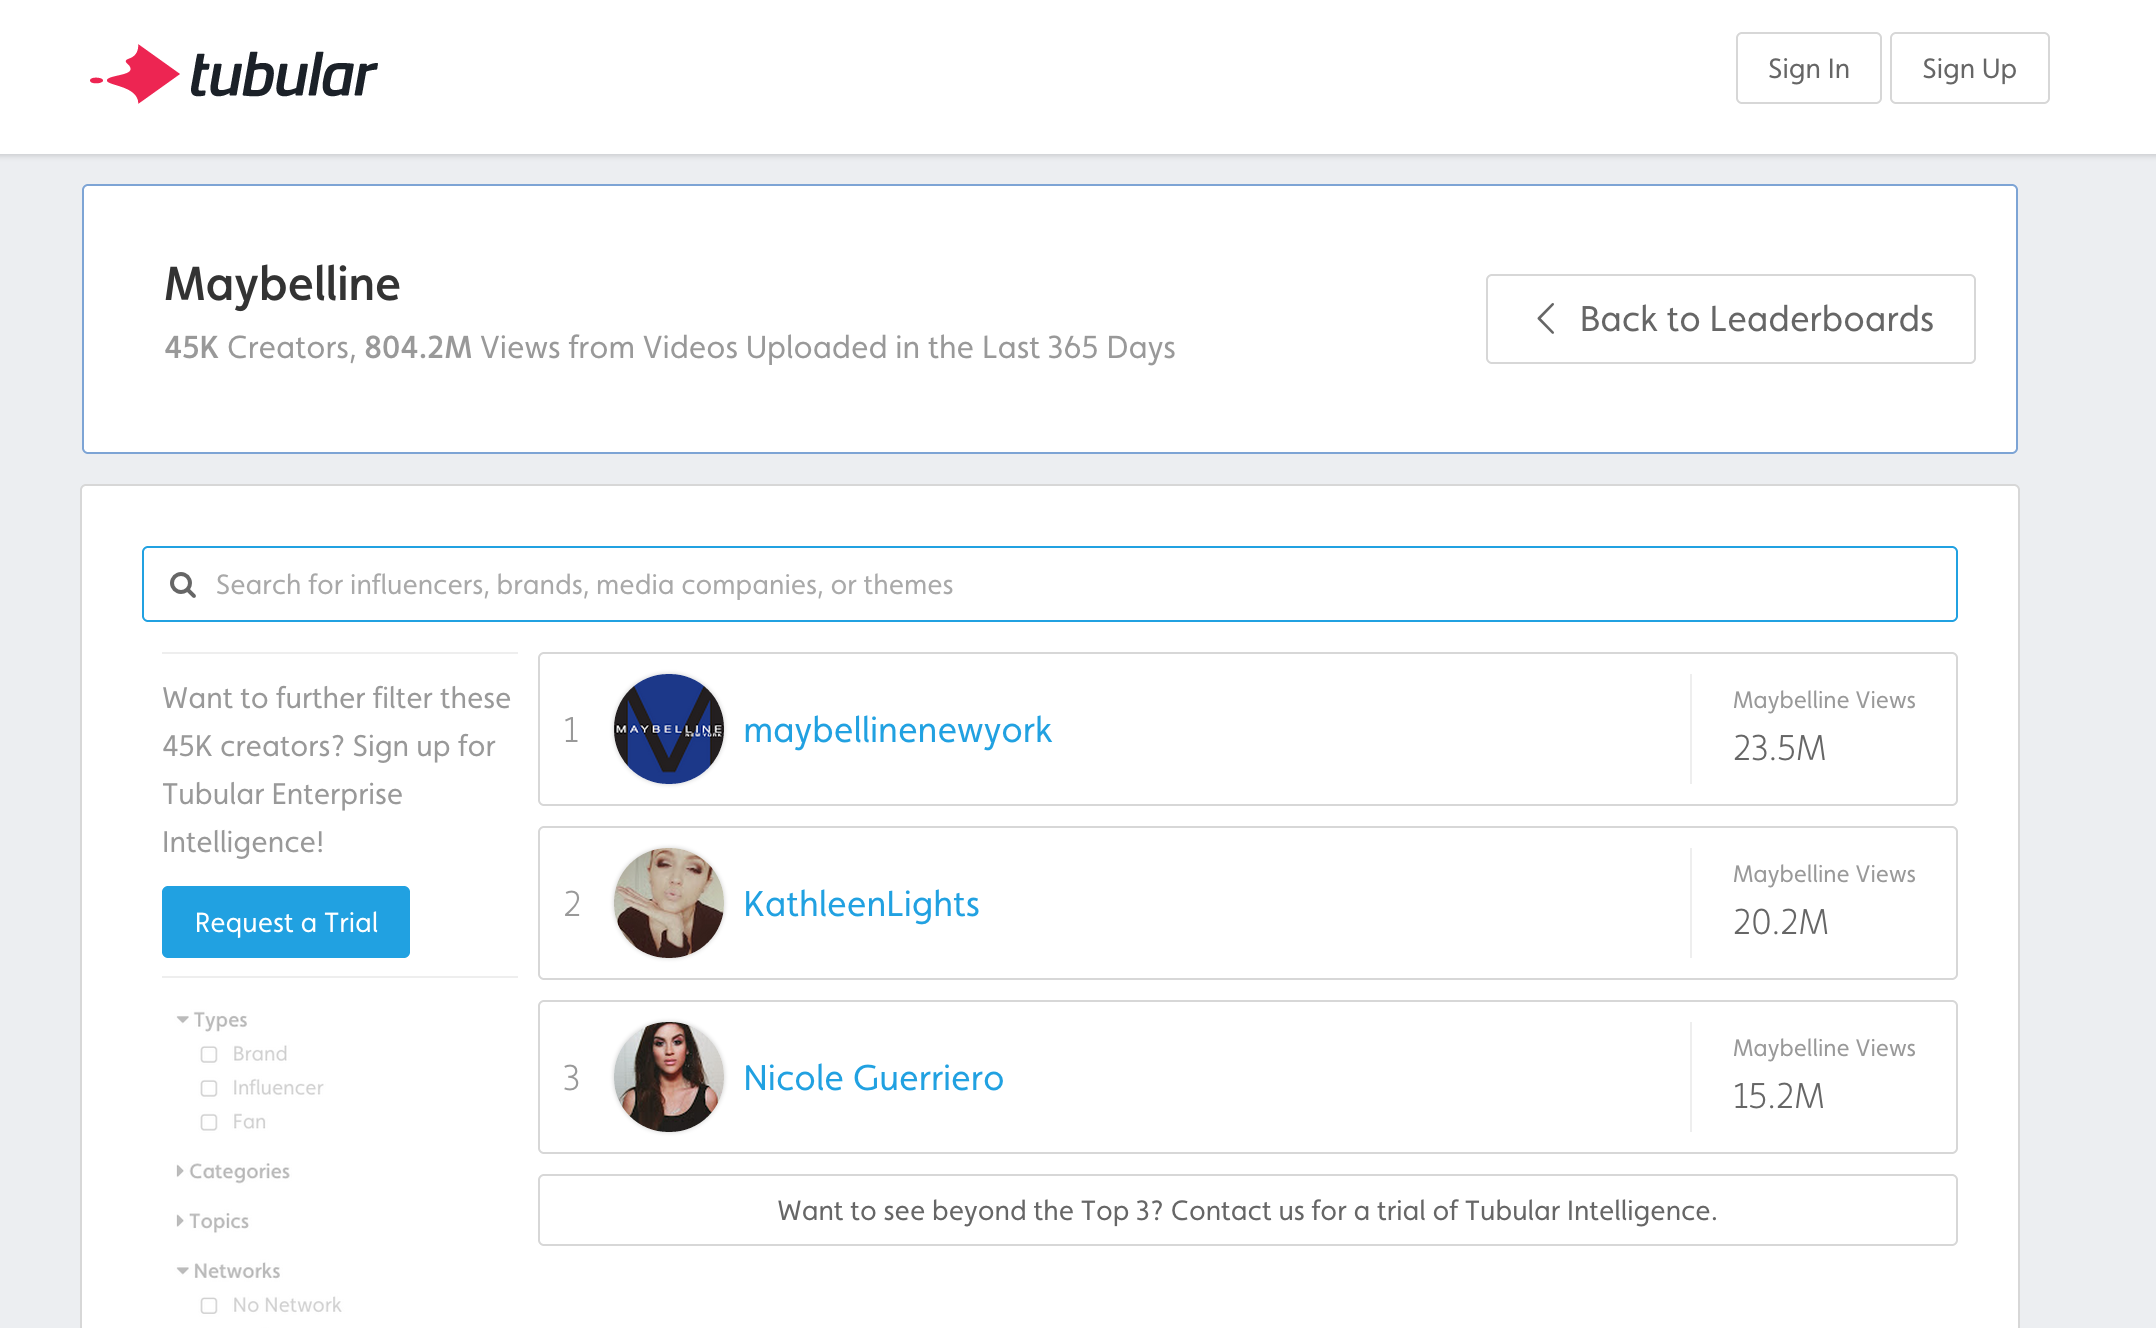 tubular
Sign In
Sign Up
Maybelline
45K Creators, 804.2M Views from Videos Uploaded in the Last 365 Days
Back to Leaderboards
Search for influencers, brands, media companies, or themes
Want to further filter these
45K creators? Sign up for
Tubular Enterprise
Intelligence!
Request a Trial
Types
Brand
Influencer
Fan
Categories
Topics
Networks
No Network
1
MAYBELLINE
NEW YORK
maybellinenewyork
Maybelline Views
23.5M
2
KathleenLights
Maybelline Views
20.2M
3
Nicole Guerriero
Maybelline Views
15.2M
Want to see beyond the Top 3? Contact us for a trial of Tubular Intelligence.